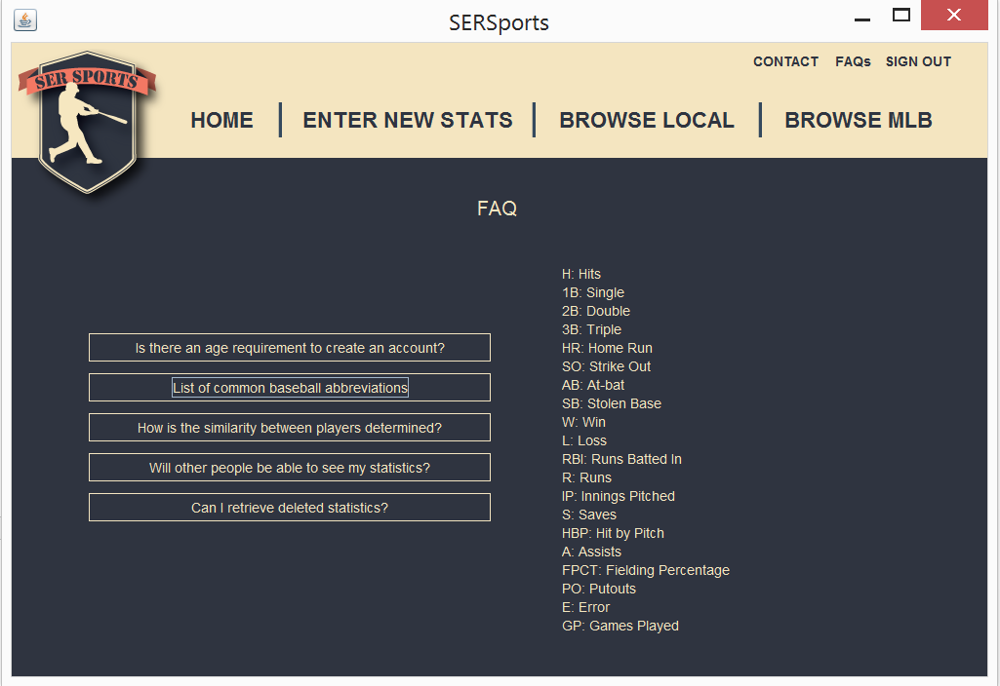 SERSports
SER SPORTS
CONTACT FAQs SIGN OUT
HOME ENTER NEW STATS BROWSE LOCAL BROWSE MLB
FAQ
Is there an age requirement to create an account?
List of common baseball abbreviations
How is the similarity between players determined?
Will other people be able to see my statistics?
Can I retrieve deleted statistics?
H: Hits
1B: Single
2B: Double
3B: Triple
HR: Home Run
SO: Strike Out
AB: At-bat
SB: Stolen Base
W: Win
L: Loss
RBI: Runs Batted In
R: Runs
IP: Innings Pitched
S: Saves
HBP: Hit by Pitch
A: Assists
FPCT: Fielding Percentage
PO: Putouts
E: Error
GP: Games Played